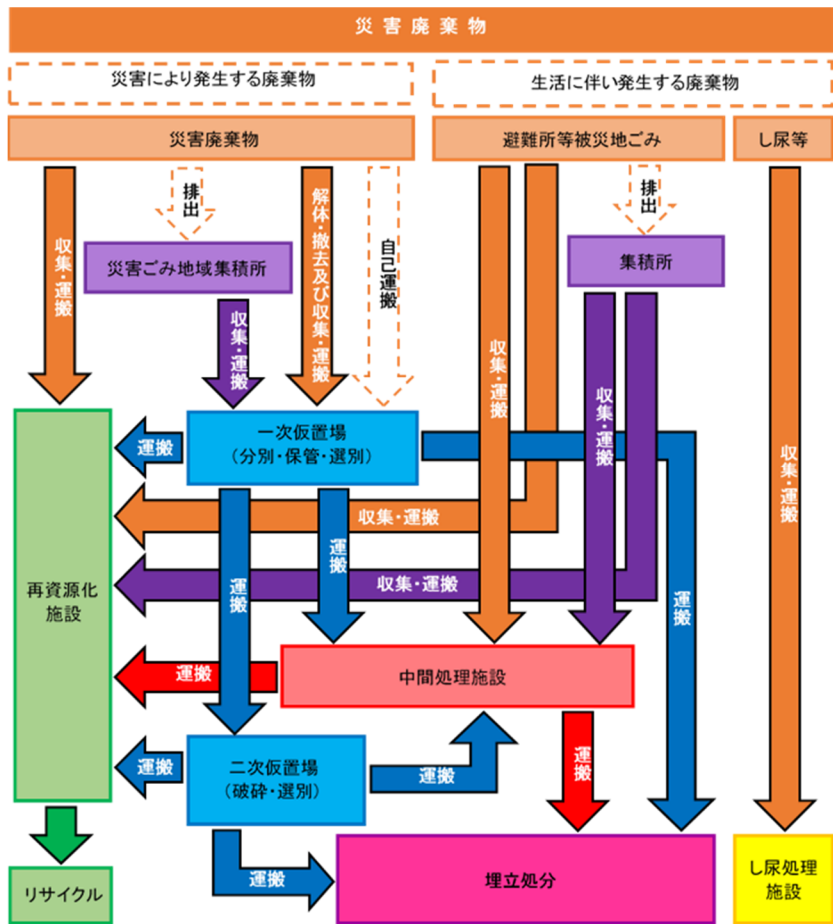 災害廃棄物
災害により発生する廃棄物
生活に伴い発生する廃棄物
災害廃棄物
避難所等被災地ごみ
し尿等
収集・運搬
排出
解体・撤去及び収集・運搬
自己運搬
排出
災害ごみ地域集積所
集積所
収集・運搬
収集・運搬
収集・運搬
収集・運搬
一次仮置場
(分別・保管・選別)
運搬
収集・運搬
運搬
運搬
収集・運搬
運搬
再資源化
施設
中間処理施設
運搬
運搬
二次仮置場
(破砕・選別)
運搬
運搬
運搬
埋立処分
リサイクル
し尿処理
施設